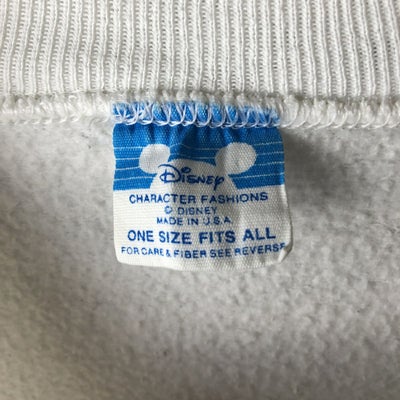 Disney
CHARACTER FASHIONS
© DISNEY
MADE IN U.S.A.
ONE SIZE FITS ALL
FOR CARE & FIBER SEE REVERSE